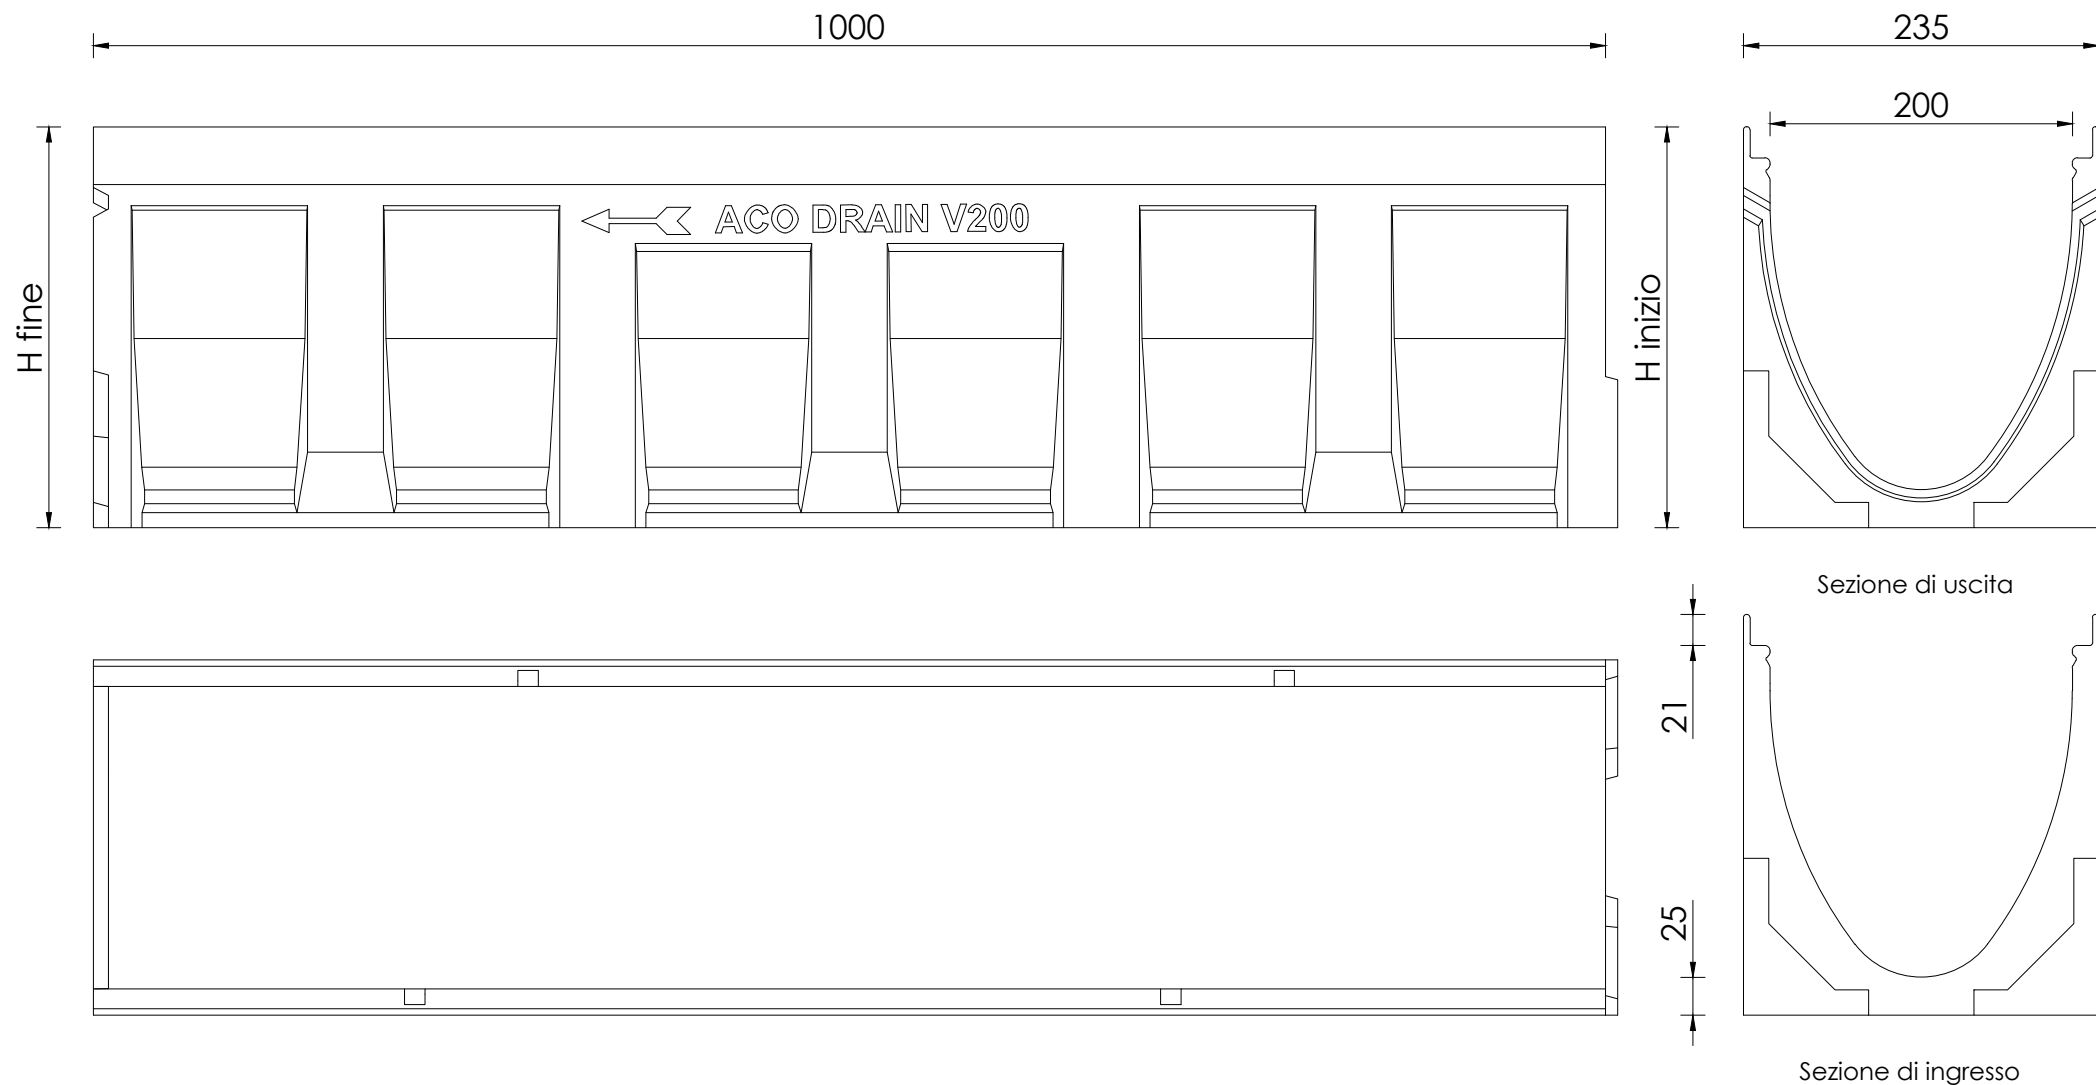 1000
235
200
ACO DRAIN V200
H fine
H inizio
Sezione di uscita
21
25
Sezione di ingresso